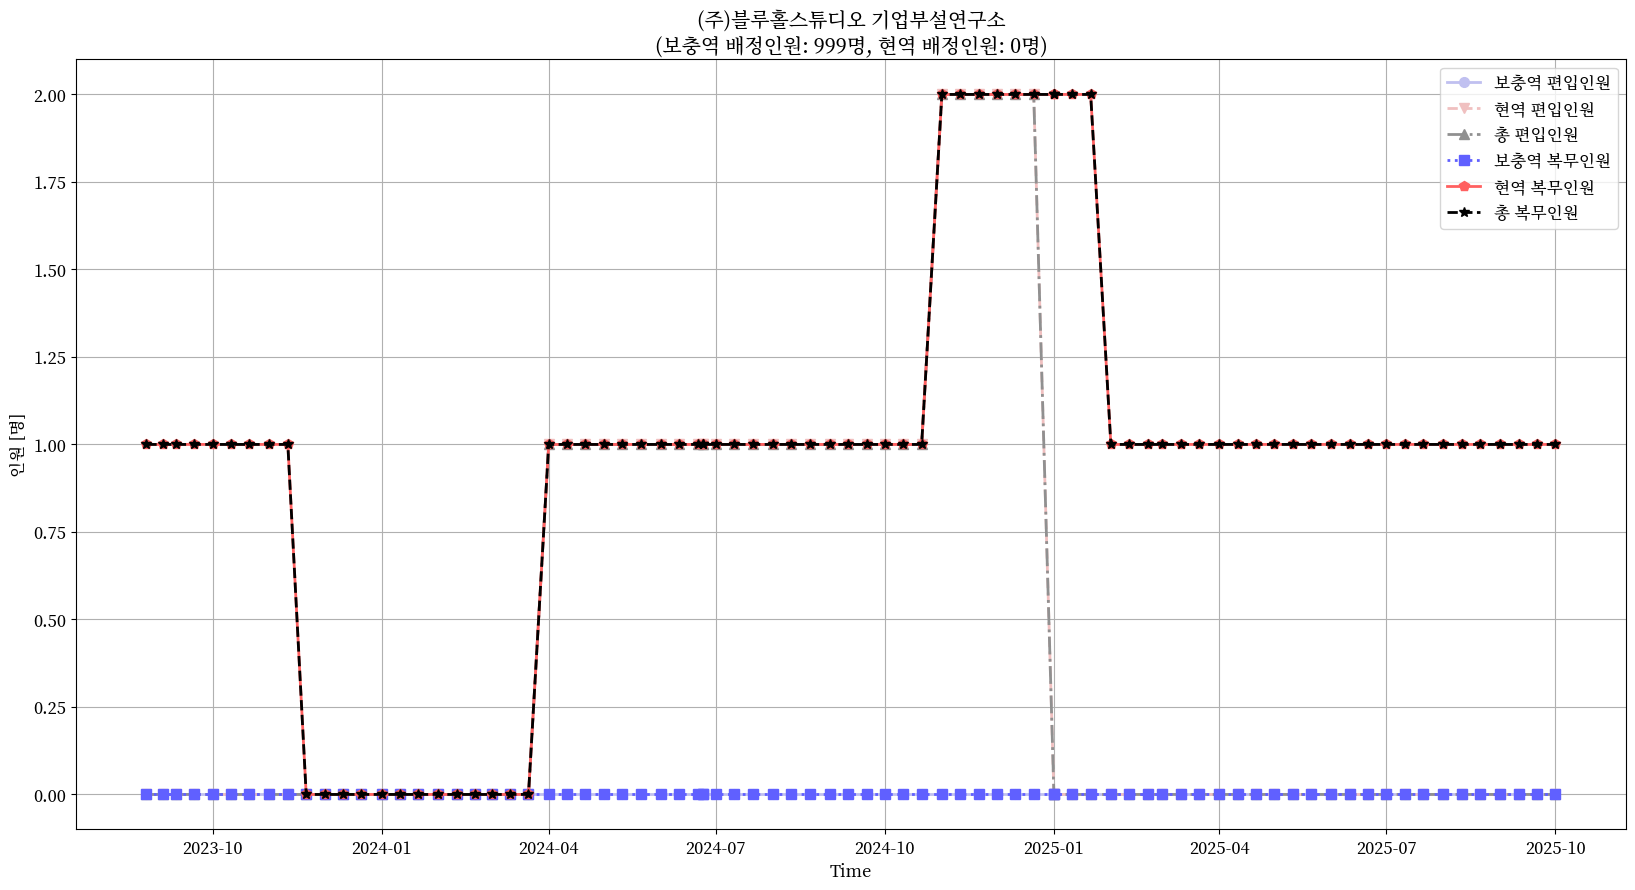 (주)블루홀스튜디오 기업부설연구소
(보충역 배정인원: 999명, 현역 배정인원: 0명)
보충역 편입인원
현역 편입인원
총 편입인원
보충역 복무인원
현역 복무인원
총 복무인원
2.00
1.75
1.50
1.25
1.00
0.75
0.50
0.25
0.00
인원 [명]
2023-10 2024-01 2024-04 2024-07 2024-10 2025-01 2025-04 2025-07 2025-10
Time